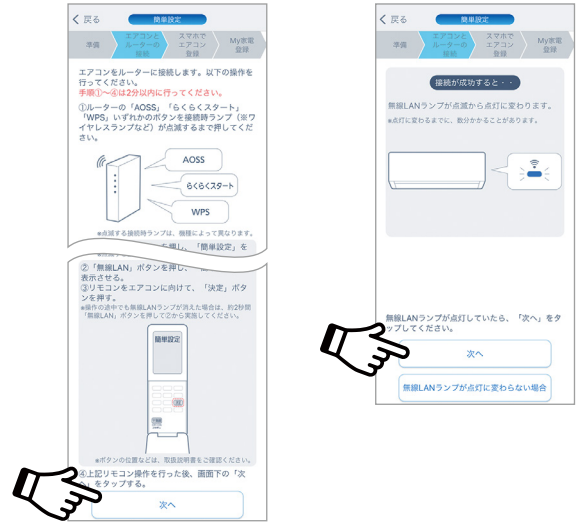 戻る
簡単設定
準備
エアコンと
ルーターの
接続
スマホで
エアコン
登録
My家電
登録
エアコンをルーターに接続します。以下の操作を
行ってください。
手順①～④は2分以内に行ってください。
①ルーターの「AOSS」「らくらくスタート」
「WPS」いずれかのボタンを接続時ランプ（※ワ
イヤレスランプなど）が点滅するまで押してくだ
さい。
AOSS
らくらくスタート
WPS
※点滅する接続時ランプは、機種によって異なります。
を押し、「簡単設定」を
②「無線LAN」ボタンを押し、
表示させる。
③リモコンをエアコンに向けて、「決定」ボタ
ンを押す。
※操作の途中でも無線LANランプが消えた場合は、約2秒間
「無線LAN」ボタンを押して②から実施してください。
簡単設定
※ボタンの位置などは、取扱説明書をご確認ください。
④上記リモコン操作を行った後、画面下の「次
へ」をタップする。
次へ
戻る
簡単設定
準備
エアコンと
ルーターの
接続
スマホで
エアコン
登録
My家電
登録
接続が成功すると・・
無線LANランプが点滅から点灯に変わります。
※点灯に変わるまでに、数分かかることがあります。
無線LANランプが点灯していたら、「次へ」をタ
ップしてください。
次へ
無線LANランプが点灯に変わらない場合